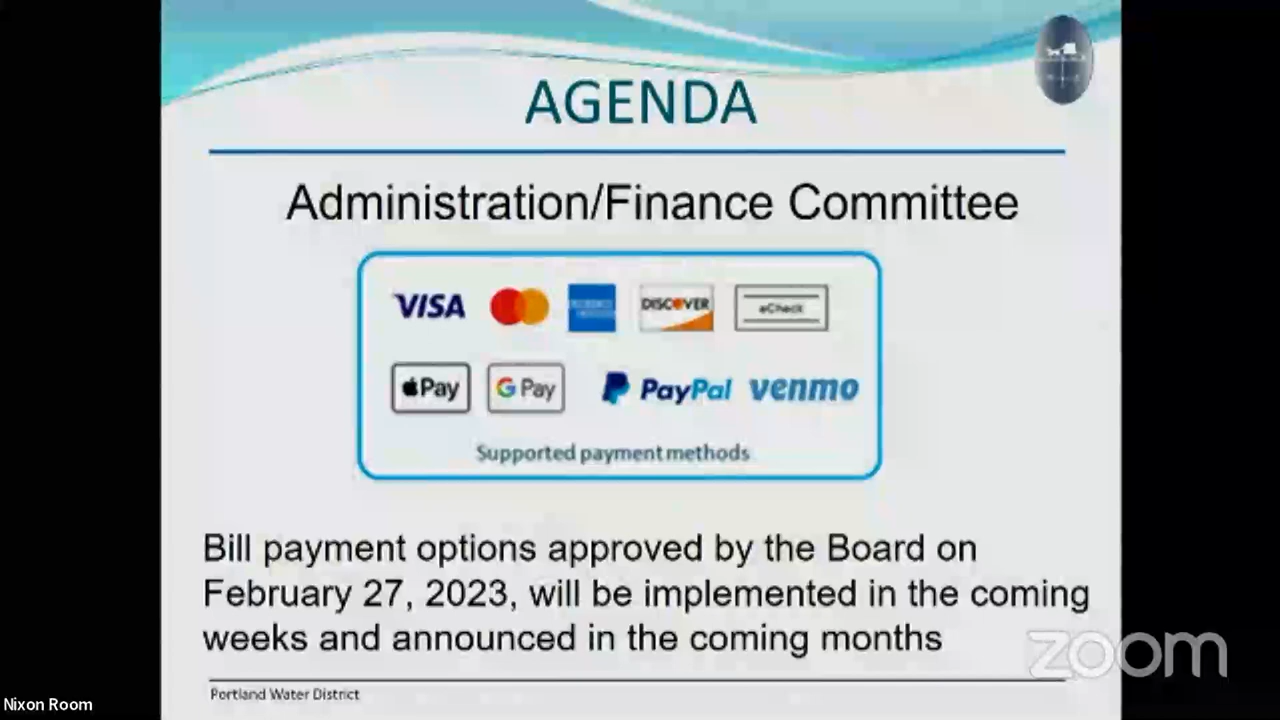 AGENDA
Administration/Finance Committee
VISA DISCOVER eCheck
Pay G Pay PayPal venmo
Supported payment methods
Bill payment options approved by the Board on
February 27, 2023, will be implemented in the coming
weeks and announced in the coming months
zoom
Portland Water District
Nixon Room